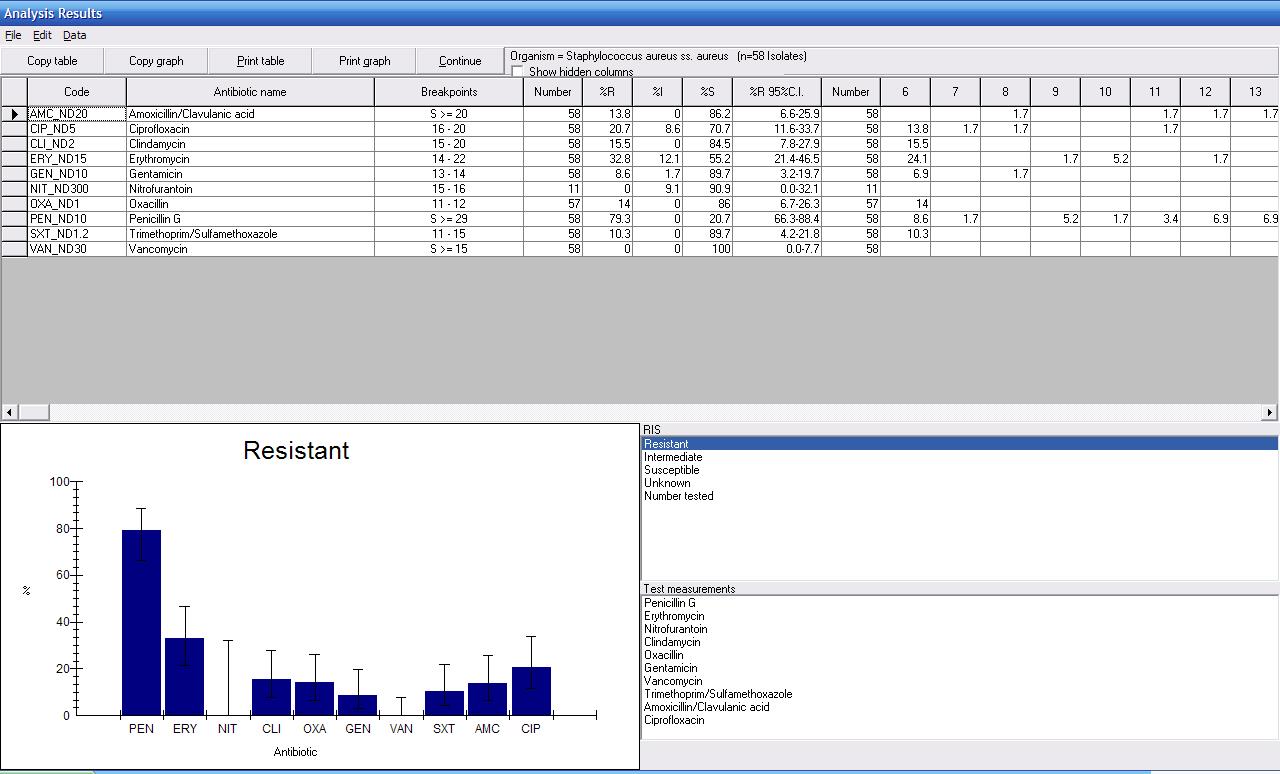 Analysis Results
File Edit Data
Copy table Copy graph Print table Print graph Continue Organism = Staphylococcus aureus ss. aureus (n=58 Isolates)
Show hidden columns
Code Antibiotic name Breakpoints Number %R %I %S %R 95%C.I. Number 6 7 8 9 10 11 12 13
AMC_ND20 Amoxicillin/Clavulanic acid S >= 20 58 13.8 0 86.2 6.6-25.9 58 1.7 1.7 1.7 1.7
CIP_ND5 Ciprofloxacin 16 - 20 58 20.7 8.6 70.7 11.6-33.7 58 13.8 1.7 1.7 1.7
CLI_ND2 Clindamycin 15 - 20 58 15.5 0 84.5 7.8-27.9 58 15.5
ERY_ND15 Erythromycin 14 - 22 58 32.8 12.1 55.2 21.4-46.5 58 24.1 1.7 5.2 1.7
GEN_ND10 Gentamicin 13 - 14 58 8.6 1.7 89.7 3.2-19.7 58 6.9 1.7
NIT_ND300 Nitrofurantoin 15 - 16 11 0 9.1 90.9 0.0-32.1 11
OXA_ND1 Oxacillin 11 - 12 57 14 0 86 6.7-26.3 57 14
PEN_ND10 Penicillin G S >= 29 58 79.3 0 20.7 66.3-88.4 58 8.6 1.7 5.2 1.7 3.4 6.9 6.9
SXT_ND1.2 Trimethoprim/Sulfamethoxazole 11 - 15 58 10.3 0 89.7 4.2-21.8 58 10.3
VAN_ND30 Vancomycin S >= 15 58 0 0 100 0.0-7.7 58
Resistant
100
80
60
%
40
20
0
PEN ERY NIT CLI OXA GEN VAN SXT AMC CIP
Antibiotic
RIS
Resistant
Intermediate
Susceptible
Unknown
Number tested
Test measurements
Penicillin G
Erythromycin
Nitrofurantoin
Clindamycin
Oxacillin
Gentamicin
Vancomycin
Trimethoprim/Sulfamethoxazole
Amoxicillin/Clavulanic acid
Ciprofloxacin